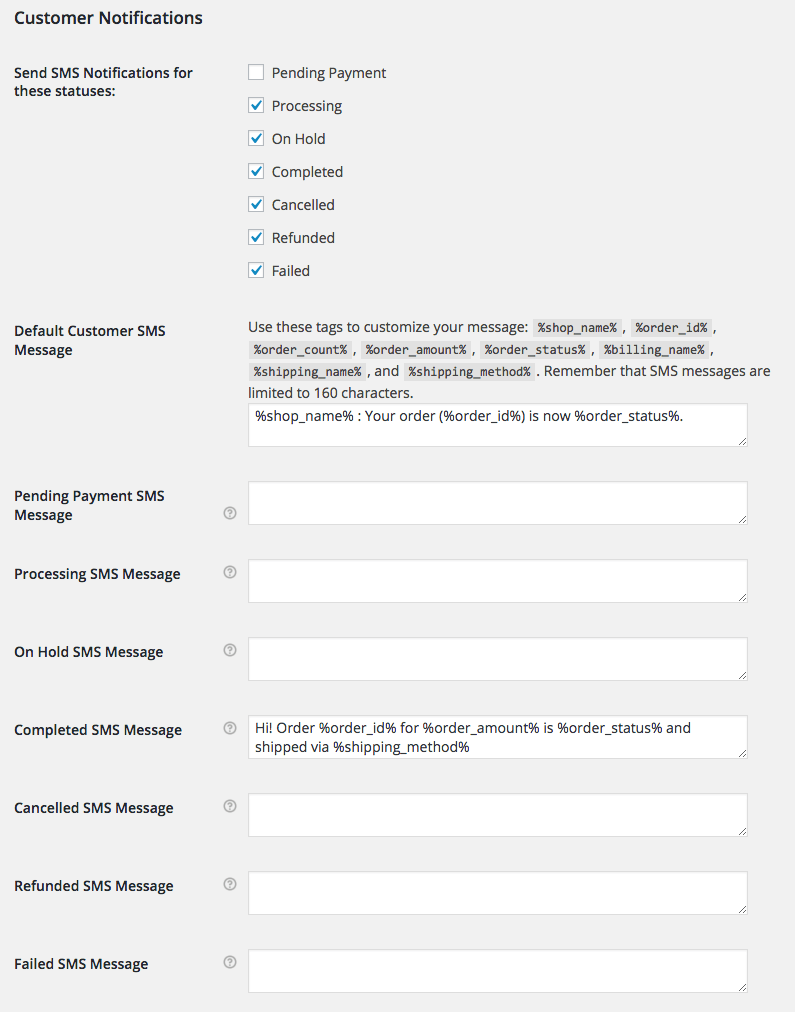 Customer Notifications
Send SMS Notifications for
these statuses:
Pending Payment
Processing
On Hold
Completed
Cancelled
Refunded
Failed
Default Customer SMS
Message
Use these tags to customize your message: %shop_name% , %order_id% ,
%order_count% , %order_amount% , %order_status% , %billing_name% ,
%shipping_name% , and %shipping_method% . Remember that SMS messages are
limited to 160 characters.
%shop_name% : Your order (%order_id%) is now %order_status%.
Pending Payment SMS
Message
?
Processing SMS Message ?
On Hold SMS Message ?
Completed SMS Message ?
Hi! Order %order_id% for %order_amount% is %order_status% and
shipped via %shipping_method%
Cancelled SMS Message ?
Refunded SMS Message ?
Failed SMS Message ?